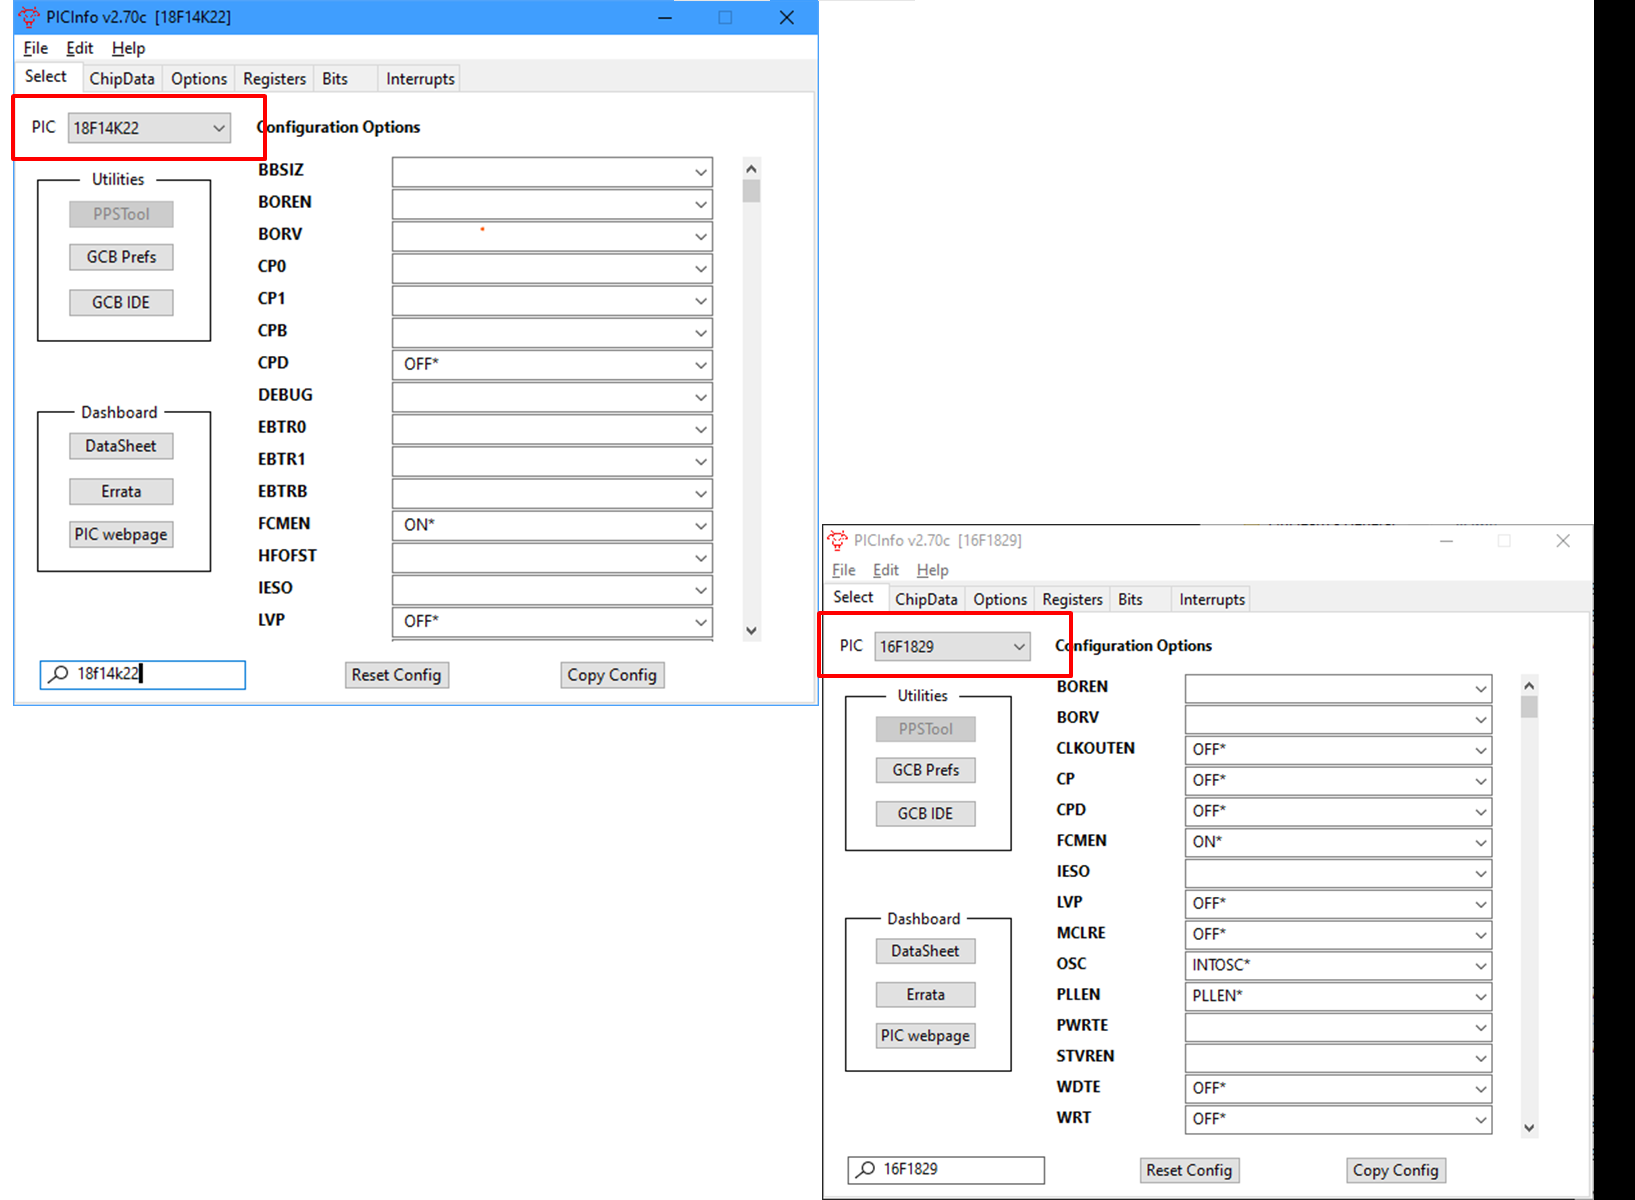 PICInfo v2.70c [18F14K22]
File Edit Help
Select ChipData Options Registers Bits Interrupts
PIC 18F14K22
Configuration Options
Utilities
PPSTool
GCB Prefs
GCB IDE
Dashboard
DataSheet
Errata
PIC webpage
BBSIZ
BOREN
BORV
CP0
CP1
CPB
CPD OFF*
DEBUG
EBTR0
EBTR1
EBTRB
FCMEN ON*
HFOFST
IESO
LVP OFF*
18f14k22
Reset Config Copy Config
PICInfo v2.70c [16F1829]
File Edit Help
Select ChipData Options Registers Bits Interrupts
PIC 16F1829
Configuration Options
Utilities
PPSTool
GCB Prefs
GCB IDE
Dashboard
DataSheet
Errata
PIC webpage
BOREN
BORV
CLKOUTEN OFF*
CP OFF*
CPD OFF*
FCMEN ON*
IESO
LVP OFF*
MCLRE OFF*
OSC INTOSC*
PLLEN PLLEN*
PWRTE
STVREN
WDTE OFF*
WRT OFF*
16F1829
Reset Config Copy Config